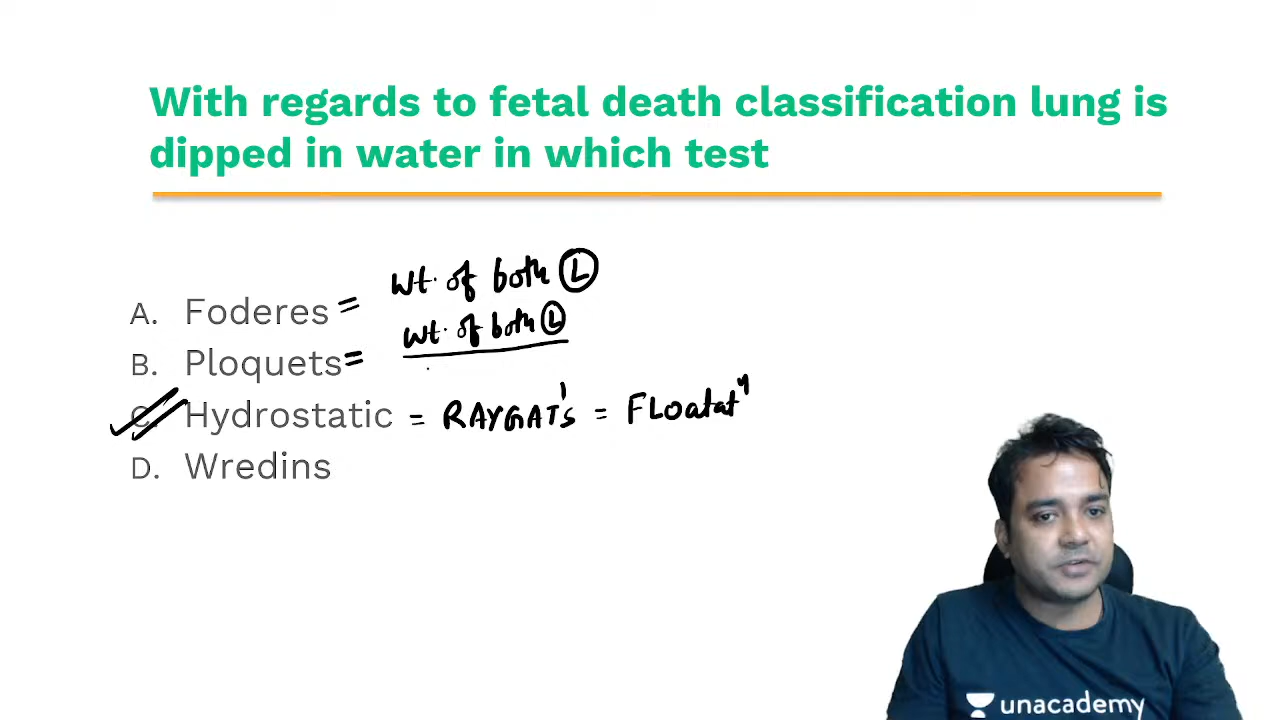 With regards to fetal death classification lung is
dipped in water in which test
wt. of both L
A. Foderes =
wt. of both L
B. Ploquets =
C. Hydrostatic = RAYGAT's = FLoatatn
D. Wredins
unacademy